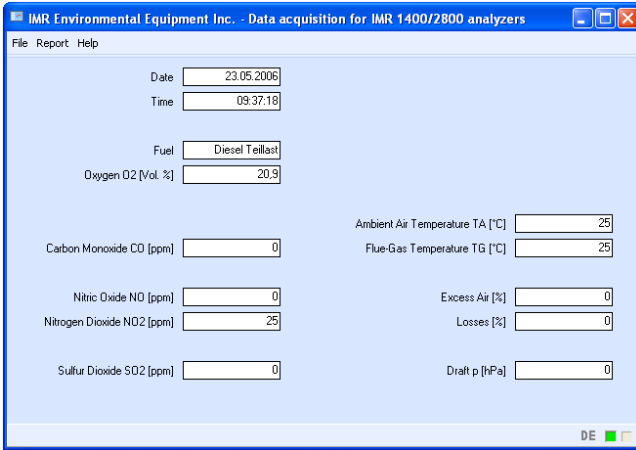 IMR Environmental Equipment Inc. - Data acquisition for IMR 1400/2800 analyzers
File Report Help
Date 23.05.2006
Time 09:37:18
Fuel Diesel Teillast
Oxygen O2 [Vol. %] 20,9
Ambient Air Temperature TA [°C] 25
Carbon Monoxide CO [ppm] 0 Flue-Gas Temperature TG [°C] 25
Nitric Oxide NO [ppm] 0 Excess Air [%] 0
Nitrogen Dioxide NO2 [ppm] 25 Losses [%] 0
Sulfur Dioxide SO2 [ppm] 0 Draft p [hPa] 0
DE